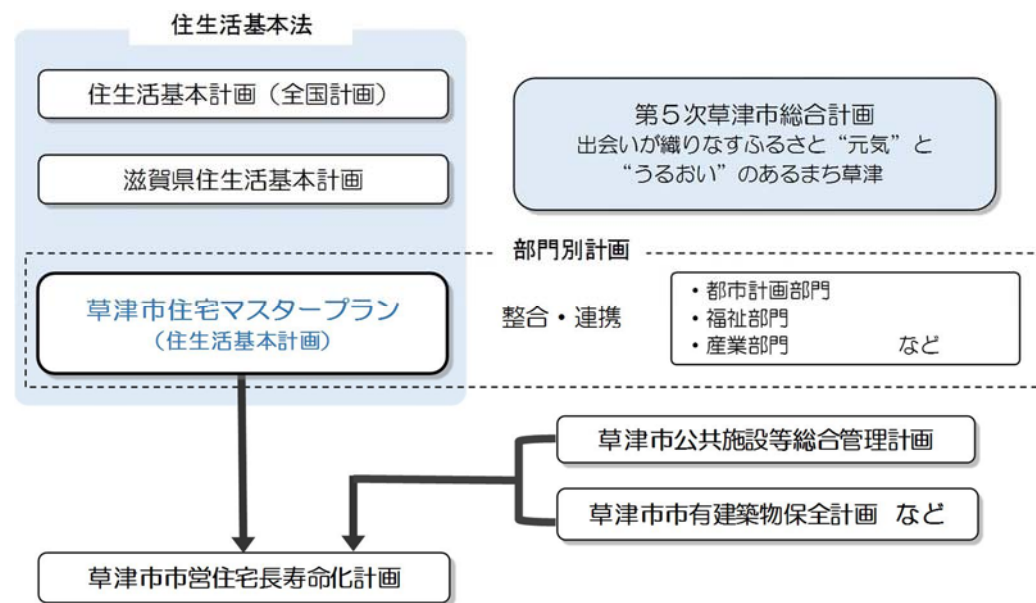 住生活基本法
住生活基本計画（全国計画）
滋賀県住生活基本計画
第５次草津市総合計画
出会いが織りなすふるさと“元気”と
“うるおい”のあるまち草津
部門別計画
草津市住宅マスタープラン
（住生活基本計画）
整合・連携
・都市計画部門
・福祉部門
・産業部門　　　　　など
草津市公共施設等総合管理計画
草津市市有建築物保全計画　など
草津市市営住宅長寿命化計画